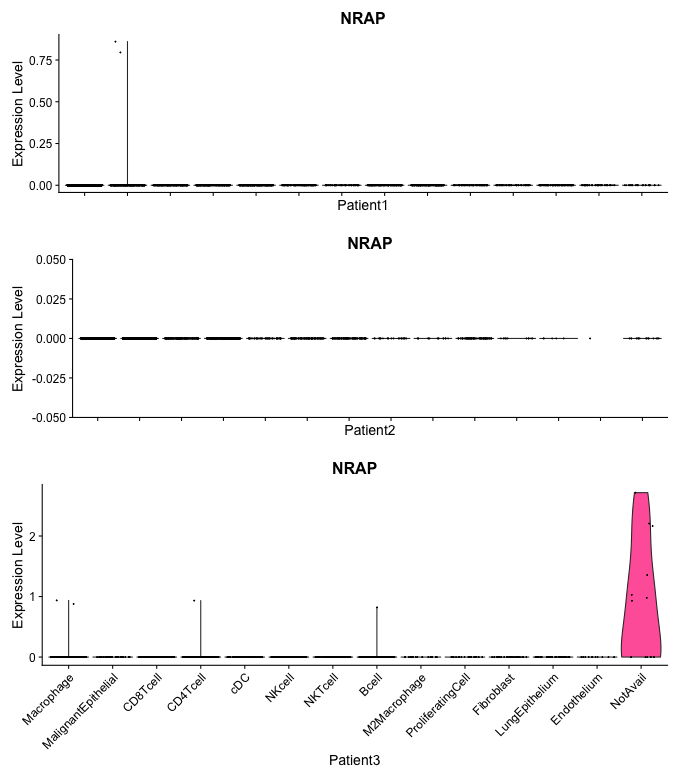 NRAP
Expression Level
0.75
0.50
0.25
0.00
Patient1
NRAP
Expression Level
0.050
0.025
0.000
-0.025
-0.050
Patient2
NRAP
Expression Level
2
1
0
Macrophage
MalignantEpithelial
CD8Tcell
CD4Tcell
cDC
NKcell
NKTcell
Bcell
M2Macrophage
ProliferatingCell
Fibroblast
LungEpithelium
Endothelium
NotAvail
Patient3